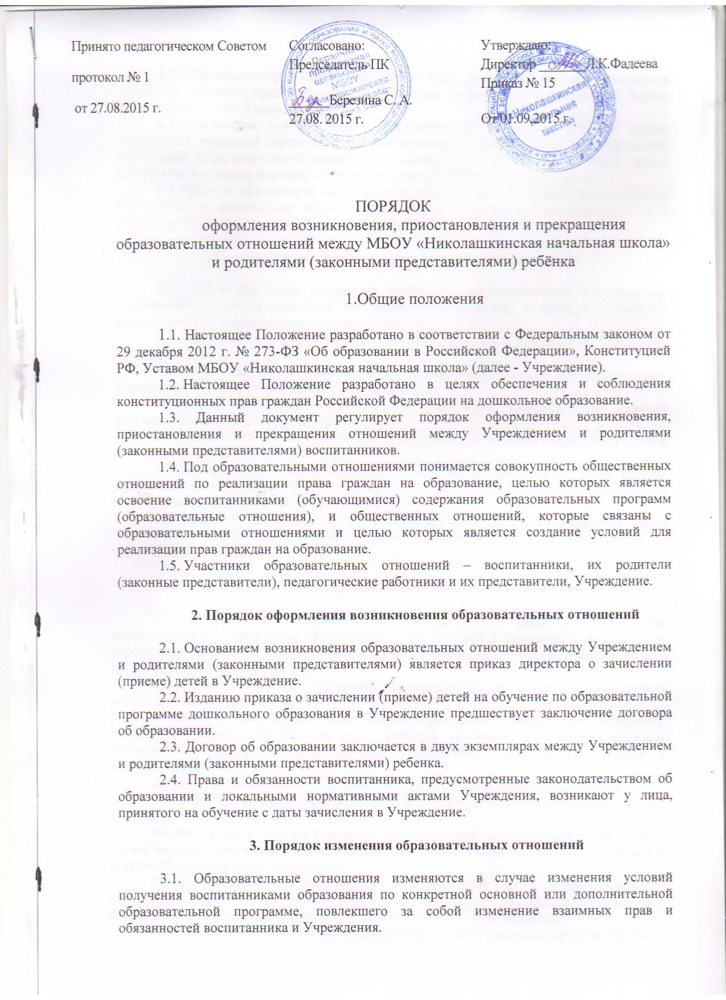 Принято педагогическом Советом
протокол № 1
от 27.08.2015 г.
Согласовано:
Председатель ПК
Березина С. А.
27.08. 2015 г.
Утверждаю:
Директор ______ Л.К.Фадеева
Приказ № 15
От 01.09.2015 г.
Первичная
профсоюзная
организация
МБОУ
«Николашкинская
начальная
школа»
ПОРЯДОК
оформления возникновения, приостановления и прекращения
образовательных отношений между МБОУ «Николашкинская начальная школа»
и родителями (законными представителями) ребёнка
1.Общие положения
1.1. Настоящее Положение разработано в соответствии с Федеральным законом от
29 декабря 2012 г. № 273-ФЗ «Об образовании в Российской Федерации», Конституцией
РФ, Уставом МБОУ «Николашкинская начальная школа» (далее - Учреждение).
1.2. Настоящее Положение разработано в целях обеспечения и соблюдения
конституционных прав граждан Российской Федерации на дошкольное образование.
1.3. Данный документ регулирует порядок оформления возникновения,
приостановления и прекращения отношений между Учреждением и родителями
(законными представителями) воспитанников.
1.4. Под образовательными отношениями понимается совокупность общественных
отношений по реализации права граждан на образование, целью которых является
освоение воспитанниками (обучающимися) содержания образовательных программ
(образовательные отношения), и общественных отношений, которые связаны с
образовательными отношениями и целью которых является создание условий для
реализации прав граждан на образование.
1.5. Участники образовательных отношений – воспитанники, их родители
(законные представители), педагогические работники и их представители, Учреждение.
2. Порядок оформления возникновения образовательных отношений
2.1. Основанием возникновения образовательных отношений между Учреждением
и родителями (законными представителями) является приказ директора о зачислении
(приеме) детей в Учреждение.
2.2. Изданию приказа о зачислении (приеме) детей на обучение по образовательной
программе дошкольного образования в Учреждение предшествует заключение договора
об образовании.
2.3. Договор об образовании заключается в двух экземплярах между Учреждением
и родителями (законными представителями) ребенка.
2.4. Права и обязанности воспитанника, предусмотренные законодательством об
образовании и локальными нормативными актами Учреждения, возникают у лица,
принятого на обучение с даты зачисления в Учреждение.
3. Порядок изменения образовательных отношений
3.1. Образовательные отношения изменяются в случае изменения условий
получения воспитанниками образования по конкретной основной или дополнительной
образовательной программе, повлекшего за собой изменение взаимных прав и
обязанностей воспитанника и Учреждения.